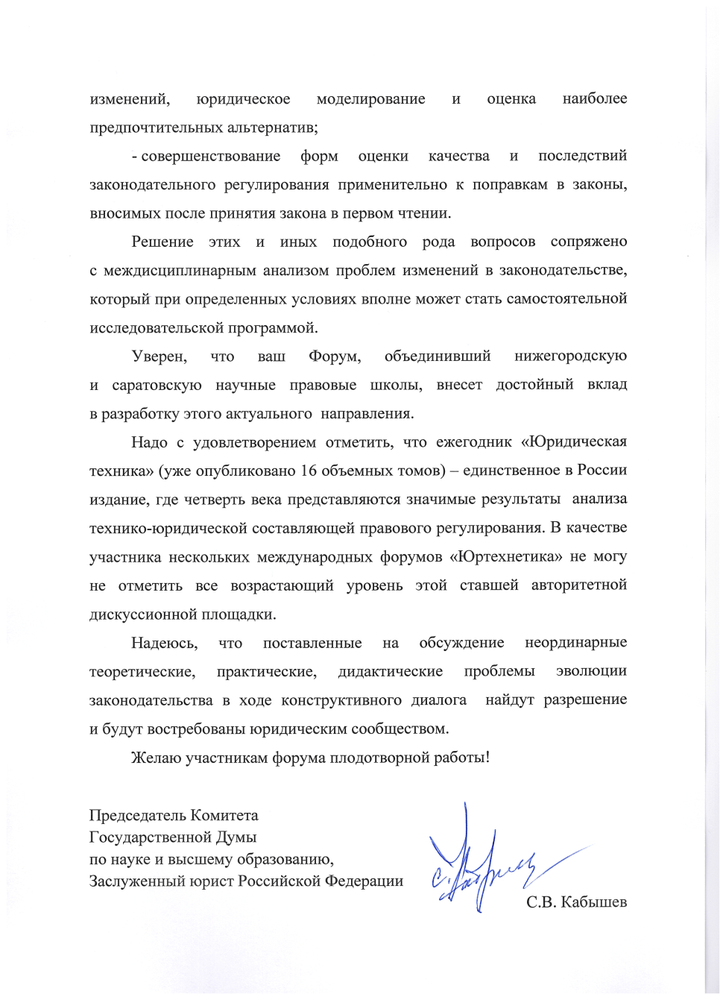 изменений, юридическое моделирование и оценка наиболее
предпочтительных альтернатив;
- совершенствование форм оценки качества и последствий
законодательного регулирования применительно к поправкам в законы,
вносимых после принятия закона в первом чтении.
Решение этих и иных подобного рода вопросов сопряжено
с междисциплинарным анализом проблем изменений в законодательстве,
который при определенных условиях вполне может стать самостоятельной
исследовательской программой.
Уверен, что ваш Форум, объединивший нижегородскую
и саратовскую научные правовые школы, внесет достойный вклад
в разработку этого актуального направления.
Надо с удовлетворением отметить, что ежегодник «Юридическая
техника» (уже опубликовано 16 объемных томов) – единственное в России
издание, где четверть века представляются значимые результаты анализа
технико-юридической составляющей правового регулирования. В качестве
участника нескольких международных форумов «Юртехнетика» не могу
не отметить все возрастающий уровень этой ставшей авторитетной
дискуссионной площадки.
Надеюсь, что поставленные на обсуждение неординарные
теоретические, практические, дидактические проблемы эволюции
законодательства в ходе конструктивного диалога найдут разрешение
и будут востребованы юридическим сообществом.
Желаю участникам форума плодотворной работы!
Председатель Комитета
Государственной Думы
по науке и высшему образованию,
Заслуженный юрист Российской Федерации
С.В. Кабышев